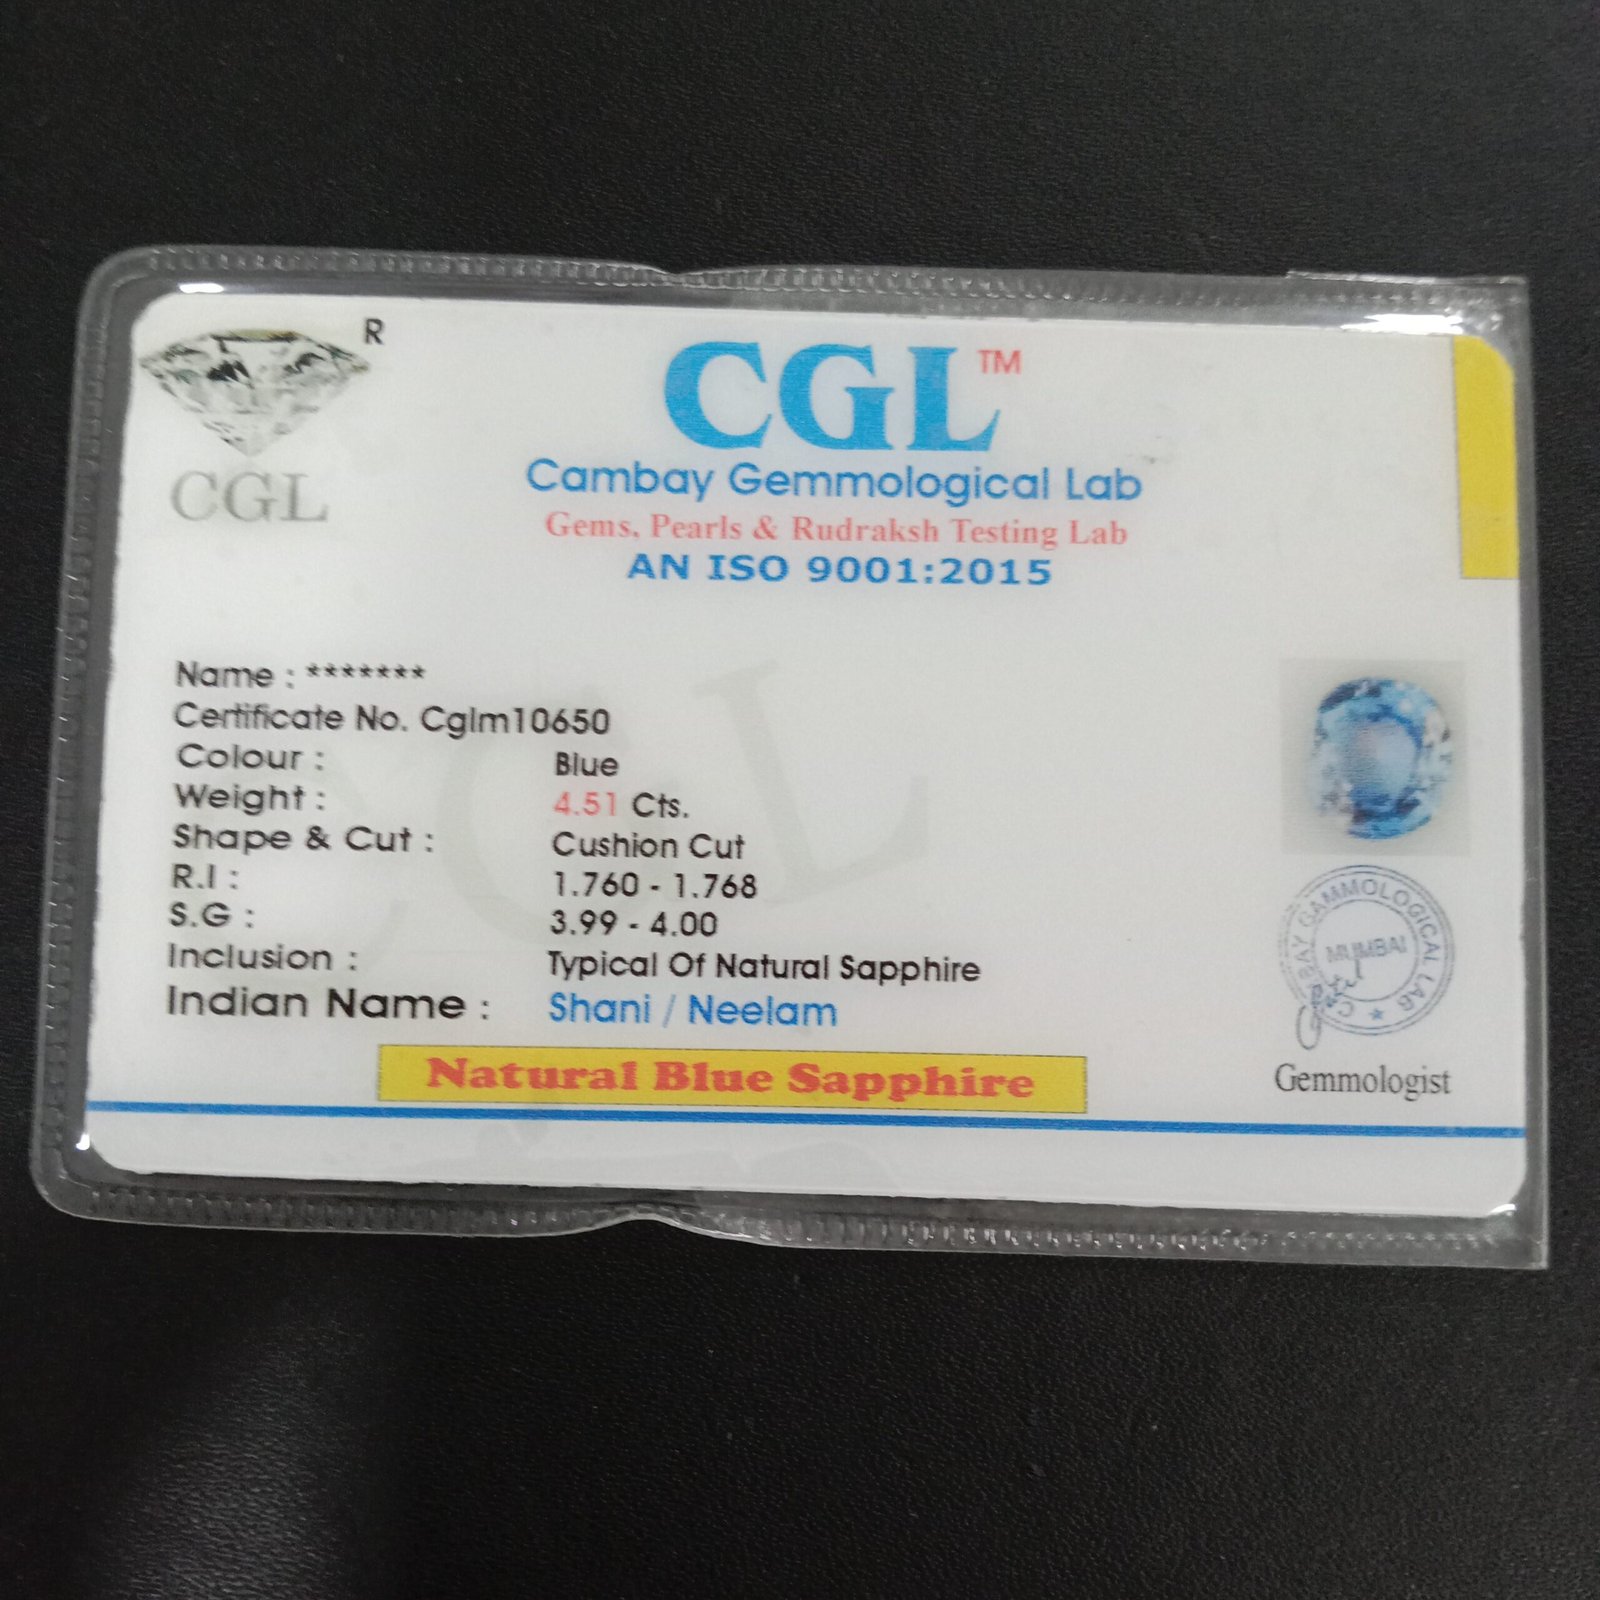 R
CGL
CGL™
Cambay Gemmological Lab
Gems, Pearls & Rudraksh Testing Lab
AN ISO 9001:2015
Name : *******
Certificate No. Cglm10650
Colour : Blue
Weight : 4.51 Cts.
Shape & Cut : Cushion Cut
R.I : 1.760 - 1.768
S.G : 3.99 - 4.00
Inclusion : Typical Of Natural Sapphire
Indian Name : Shani / Neelam
Natural Blue Sapphire
CAMBAY GAMMOLOGICAL LAB
MUMBAI
Gemmologist
CGL